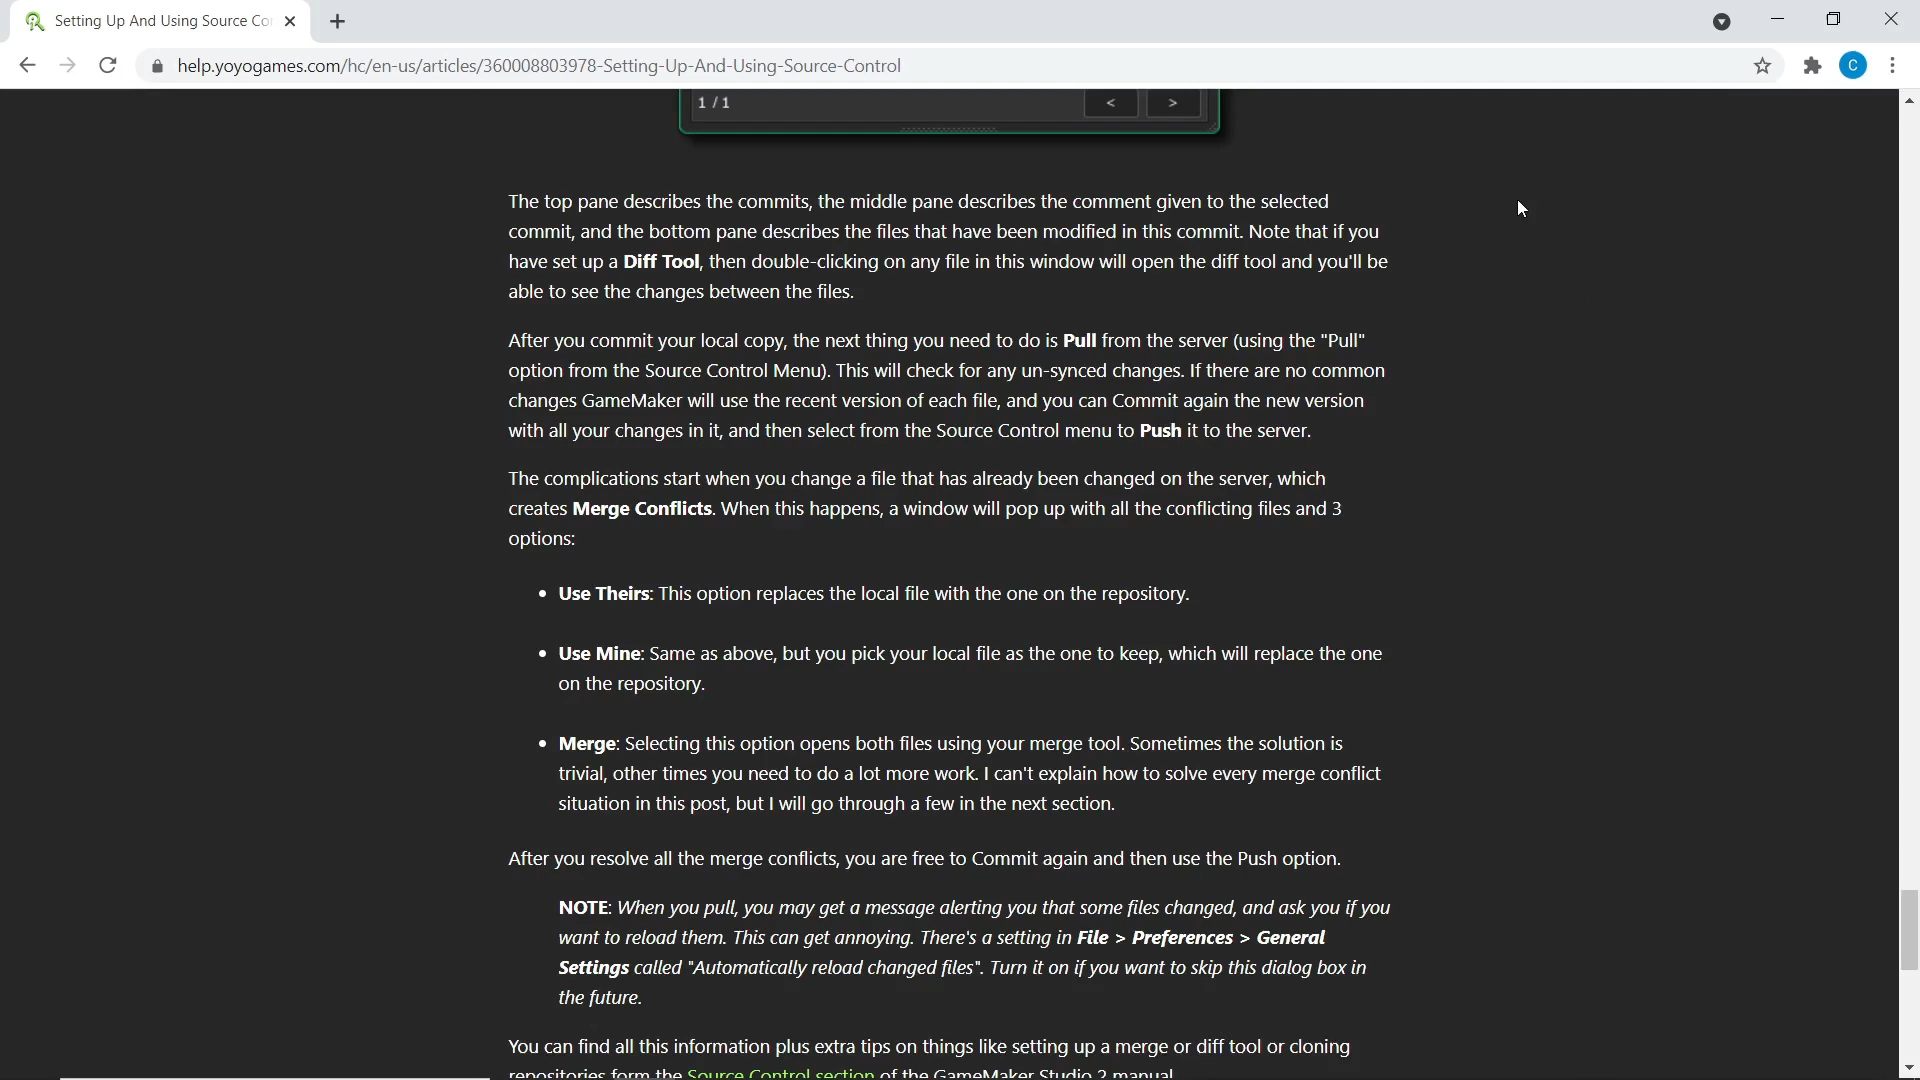 Setting Up And Using Source Co
help.yoyogames.com/hc/en-us/articles/360008803978-Setting-Up-And-Using-Source-Control
C
1 / 1
< >
The top pane describes the commits, the middle pane describes the comment given to the selected
commit, and the bottom pane describes the files that have been modified in this commit. Note that if you
have set up a Diff Tool, then double-clicking on any file in this window will open the diff tool and you'll be
able to see the changes between the files.
After you commit your local copy, the next thing you need to do is Pull from the server (using the "Pull"
option from the Source Control Menu). This will check for any un-synced changes. If there are no common
changes GameMaker will use the recent version of each file, and you can Commit again the new version
with all your changes in it, and then select from the Source Control menu to Push it to the server.
The complications start when you change a file that has already been changed on the server, which
creates Merge Conflicts. When this happens, a window will pop up with all the conflicting files and 3
options:
• Use Theirs: This option replaces the local file with the one on the repository.
• Use Mine: Same as above, but you pick your local file as the one to keep, which will replace the one
on the repository.
• Merge: Selecting this option opens both files using your merge tool. Sometimes the solution is
trivial, other times you need to do a lot more work. I can't explain how to solve every merge conflict
situation in this post, but I will go through a few in the next section.
After you resolve all the merge conflicts, you are free to Commit again and then use the Push option.
NOTE: When you pull, you may get a message alerting you that some files changed, and ask you if you
want to reload them. This can get annoying. There's a setting in File > Preferences > General
Settings called "Automatically reload changed files". Turn it on if you want to skip this dialog box in
the future.
You can find all this information plus extra tips on things like setting up a merge or diff tool or cloning
repositories form the Source Control section of the GameMaker Studio 2 manual